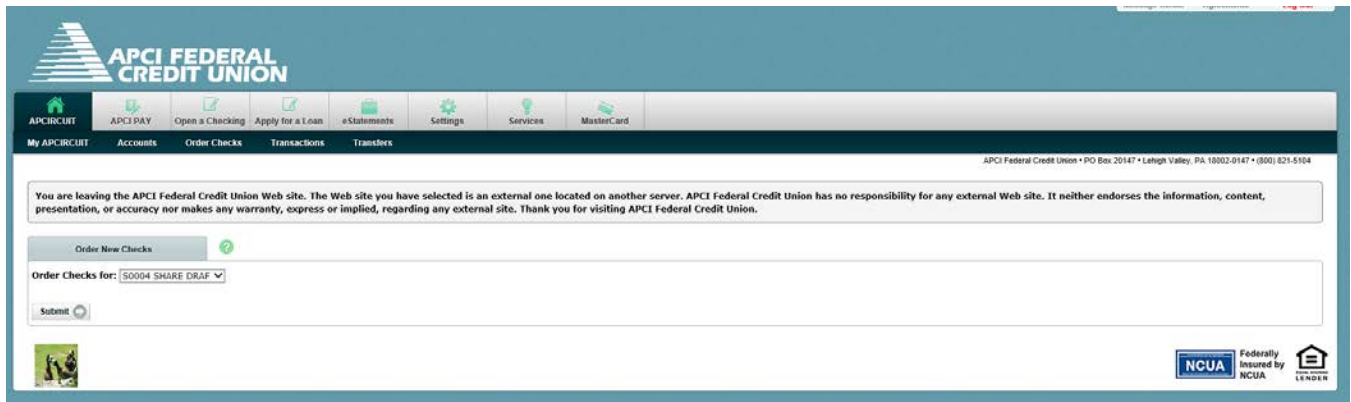 APCI FEDERAL
CREDIT UNION
APCIRCUIT APCI PAY Open a Checking Apply for a Loan eStatements Settings Services MasterCard
My APCIRCUIT Accounts Order Checks Transactions Transfers
APCI Federal Credit Union • PO Box 20147 • Lehigh Valley, PA 18002-0147 • (800) 821-5104
You are leaving the APCI Federal Credit Union Web site. The Web site you have selected is an external one located on another server. APCI Federal Credit Union has no responsibility for any external Web site. It neither endorses the information, content,
presentation, or accuracy nor makes any warranty, express or implied, regarding any external site. Thank you for visiting APCI Federal Credit Union.
Order New Checks ?
Order Checks for: S0004 SHARE DRAF
Submit
NCUA
Federally
Insured by
NCUA
LENDER